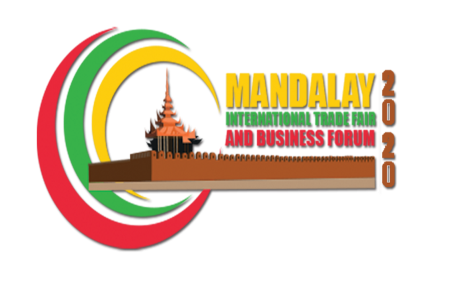 MANDALAY
INTERNATIONAL TRADE FAIR
AND BUSINESS FORUM
2020